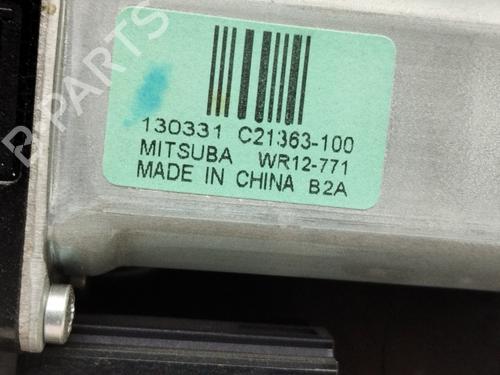 130331 C21363-100
MITSUBA WR12-771
MADE IN CHINA B2A
B-PARTS